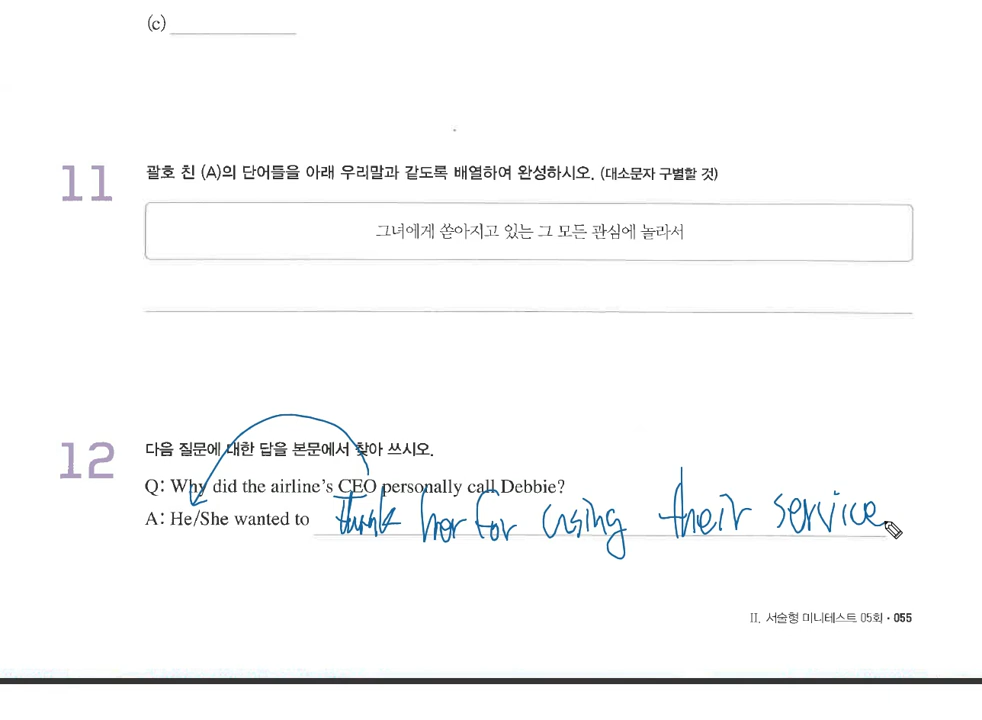 (c)
11
괄호 친 (A)의 단어들을 아래 우리말과 같도록 배열하여 완성하시오. (대소문자 구별할 것)
그녀에게 쏟아지고 있는 그 모든 관심에 놀라서
12
다음 질문에 대한 답을 본문에서 찾아 쓰시오.
Q: Why did the airline's CEO personally call Debbie?
A: He/She wanted to thank her for using their service.
II. 서술형 미니테스트 05회 • 055